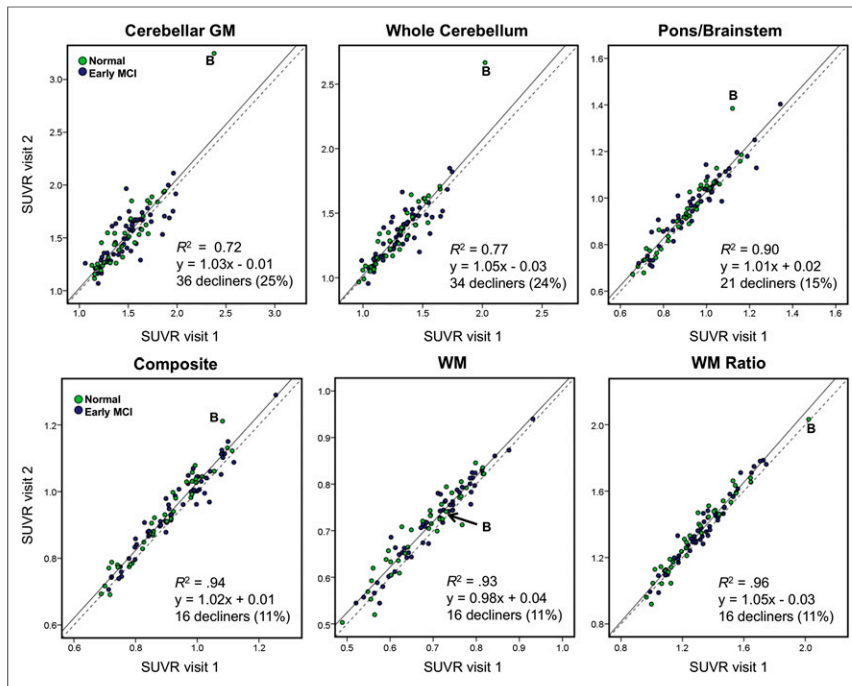 Cerebellar GM
Whole Cerebellum
Pons/Brainstem
Normal
Early MCI
B
B
B
SUVR visit 2
3.0
2.5
2.0
1.5
1.0
2.5
2.0
1.5
1.0
1.6
1.4
1.2
1.0
0.8
0.6
R² = 0.72
y = 1.03x - 0.01
36 decliners (25%)
R² = 0.77
y = 1.05x - 0.03
34 decliners (24%)
R² = 0.90
y = 1.01x + 0.02
21 decliners (15%)
1.0 1.5 2.0 2.5 3.0
1.0 1.5 2.0 2.5
0.6 0.8 1.0 1.2 1.4 1.6
SUVR visit 1
SUVR visit 1
SUVR visit 1
Composite
WM
WM Ratio
Normal
Early MCI
B
B
B
SUVR visit 2
1.2
1.0
0.8
0.6
1.0
0.9
0.8
0.7
0.6
0.5
2.0
1.6
1.2
0.8
R² = .94
y = 1.02x + 0.01
16 decliners (11%)
R² = .93
y = 0.98x + 0.04
16 decliners (11%)
R² = .96
y = 1.05x - 0.03
16 decliners (11%)
0.6 0.8 1.0 1.2
0.5 0.6 0.7 0.8 0.9 1.0
0.8 1.2 1.6 2.0
SUVR visit 1
SUVR visit 1
SUVR visit 1